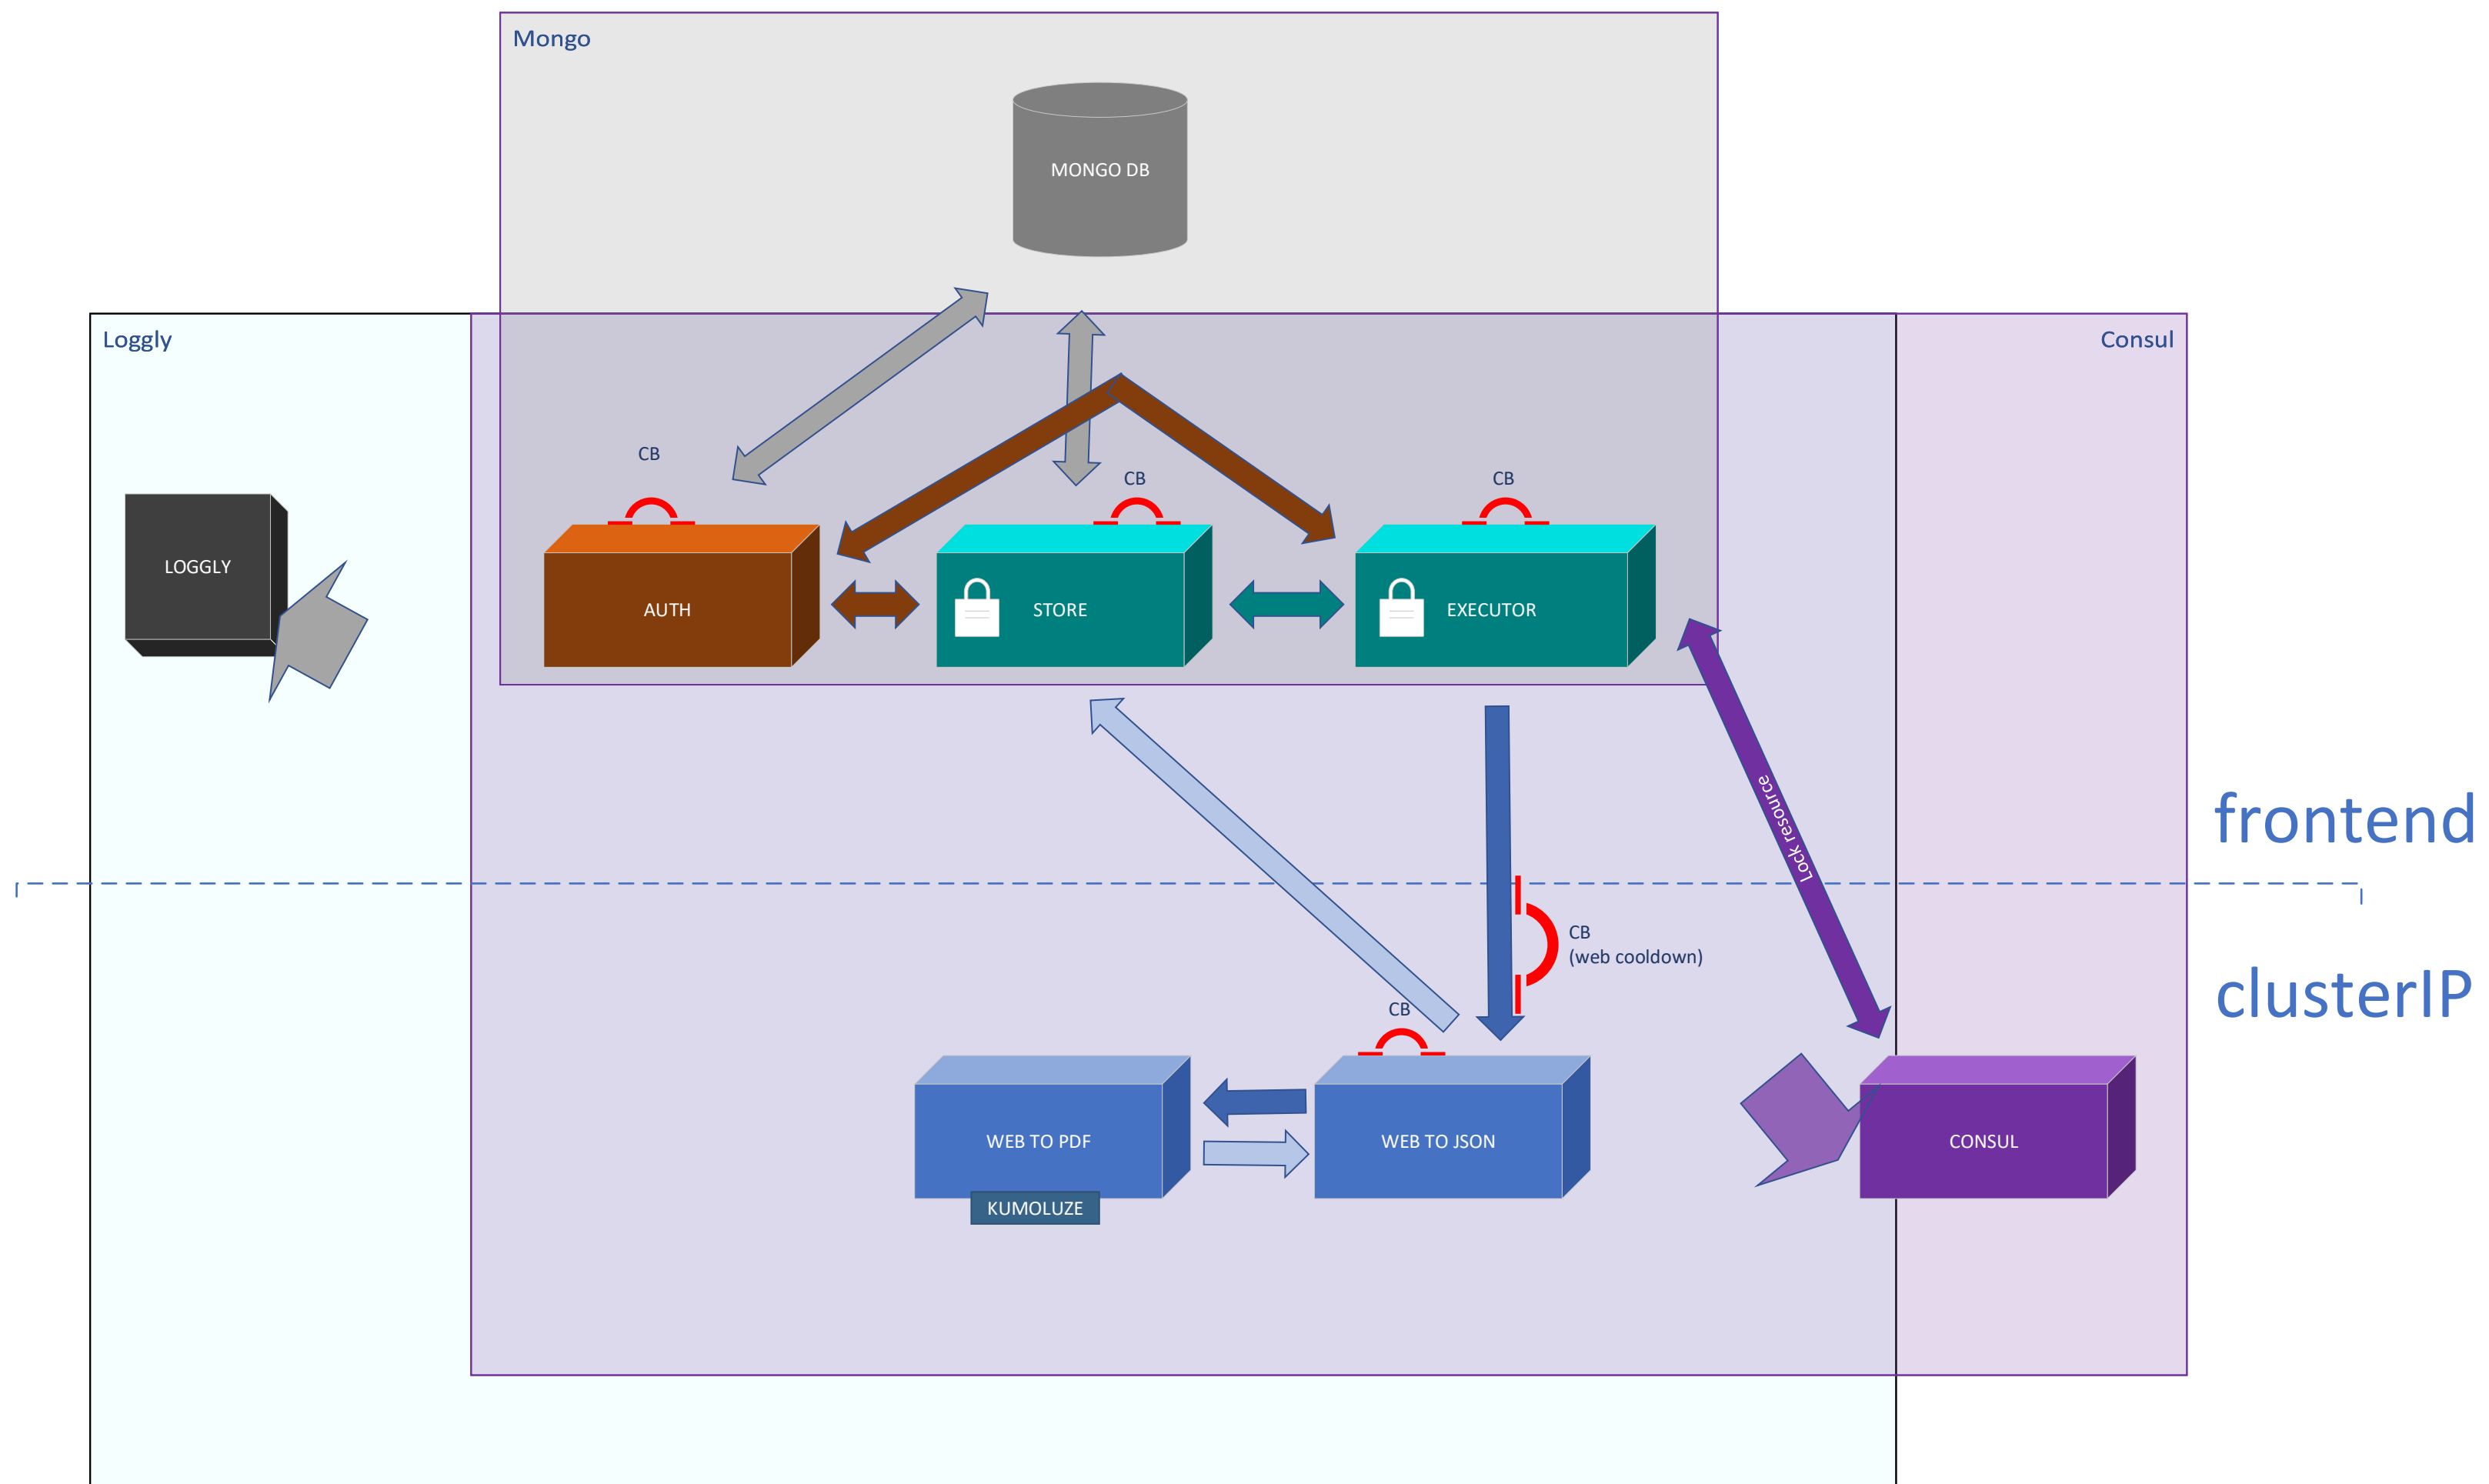 Mongo
MONGO DB
Loggly
Consul
CB
CB
CB
LOGGLY
AUTH
STORE
EXECUTOR
Lock resource
frontend
CB
(web cooldown)
clusterIP
CB
WEB TO PDF
WEB TO JSON
CONSUL
KUMOLUZE